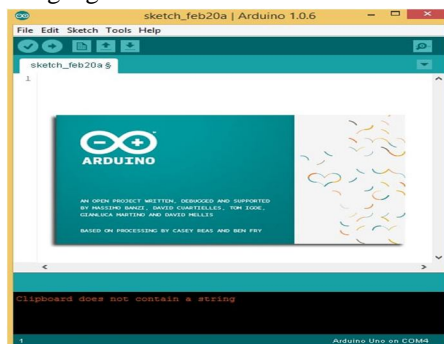 sketch_feb20a | Arduino 1.0.6
File Edit Sketch Tools Help
sketch_feb20a §
1
ARDUINO
AN OPEN PROJECT WRITTEN, DEBUGGED AND SUPPORTED
BY MASSIMO BANZI, DAVID CUARTIELLES, TOM IGOE,
GIANLUCA MARTINO AND DAVID MELLIS
BASED ON PROCESSING BY CASEY REAS AND BEN FRY
Clipboard does not contain a string
1
Arduino Uno on COM4